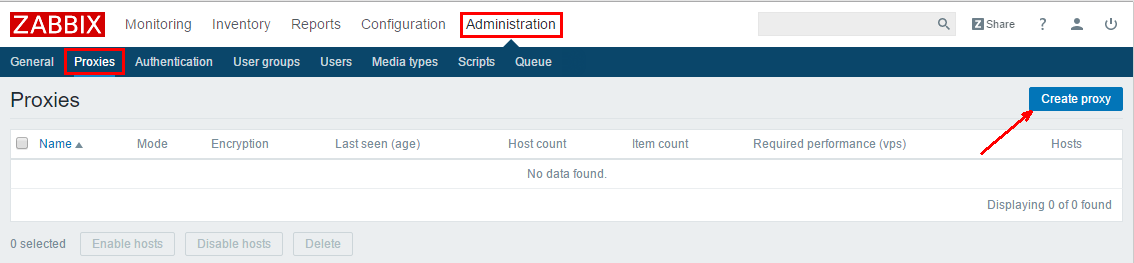 ZABBIX Monitoring Inventory Reports Configuration Administration Z Share ?
General Proxies Authentication User groups Users Media types Scripts Queue
Proxies Create proxy
Name Mode Encryption Last seen (age) Host count Item count Required performance (vps) Hosts
No data found.
Displaying 0 of 0 found
0 selected Enable hosts Disable hosts Delete